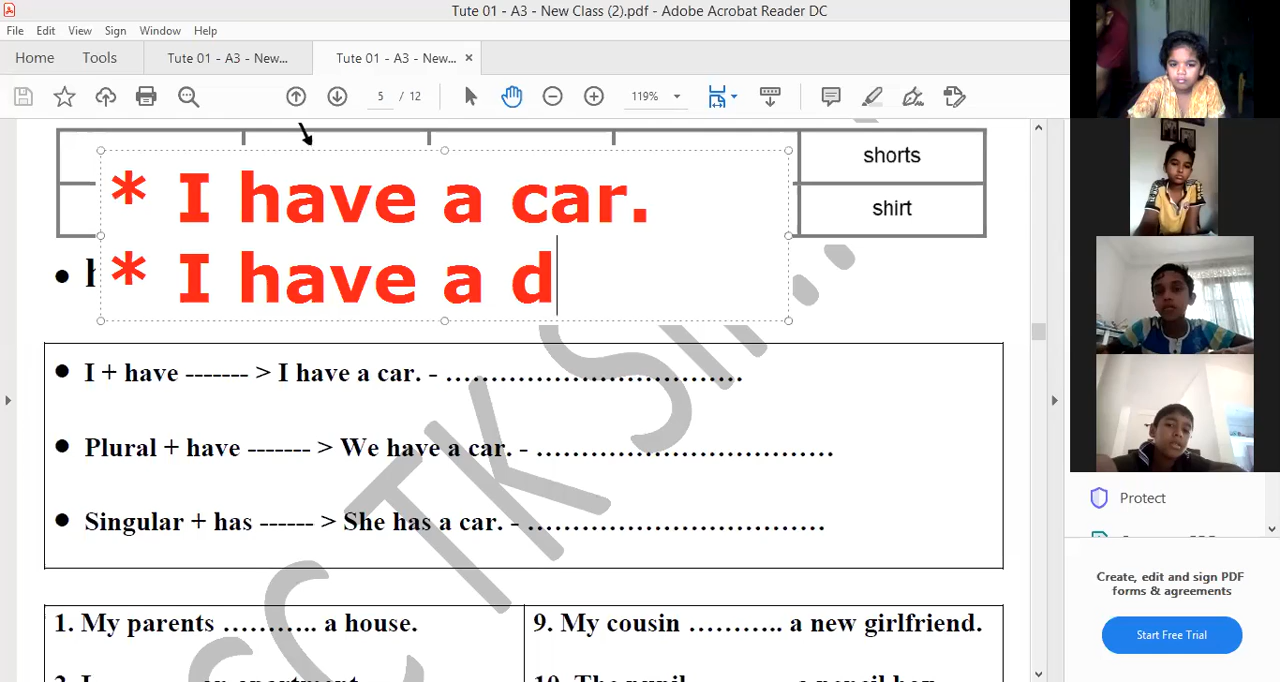 Tute 01 - A3 - New Class (2).pdf - Adobe Acrobat Reader DC
File Edit View Sign Window Help
Home Tools Tute 01 - A3 - New... Tute 01 - A3 - New... ×
5 / 12 119%
shorts
* I have a car.
shirt
* I have a d
• I + have ------- > I have a car. - ……………………………
• Plural + have ------- > We have a car. - ……………………………
• Singular + has ------ > She has a car. - ……………………………
1. My parents ……….. a house.
9. My cousin ……….. a new girlfriend.
Protect
Create, edit and sign PDF
forms & agreements
Start Free Trial
SC TK Sir